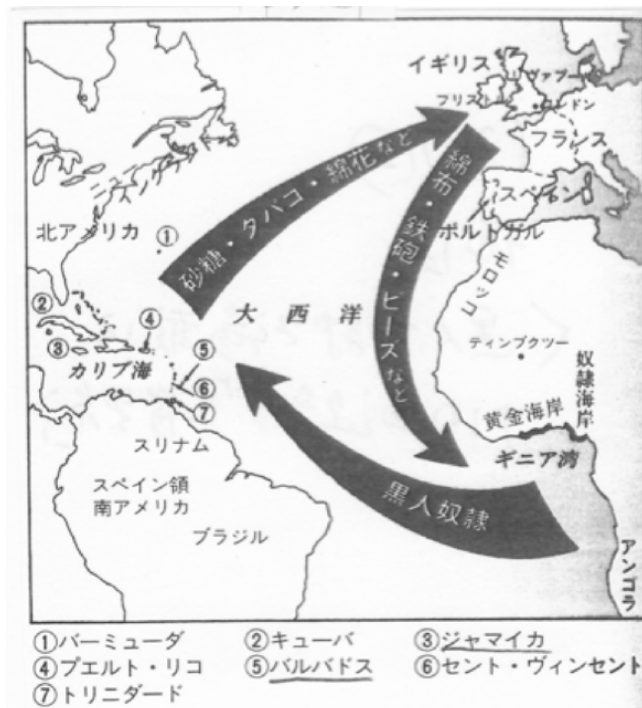 イギリス
ロンドン
フランス
スペイン
ポルトガル
モロッコ
北アメリカ
①
砂糖・タバコ・綿花など
綿布・鉄砲・ビーズなど
大西洋
②
④
③
カリブ海
⑤
⑥
⑦
ティンブクツー
奴隷海岸
黄金海岸
ギニア湾
スリナム
スペイン領
南アメリカ
ブラジル
黒人奴隷
アンゴラ
①バーミューダ ②キューバ ③ジャマイカ
④プエルト・リコ ⑤バルバドス ⑥セント・ヴィンセント
⑦トリニダード